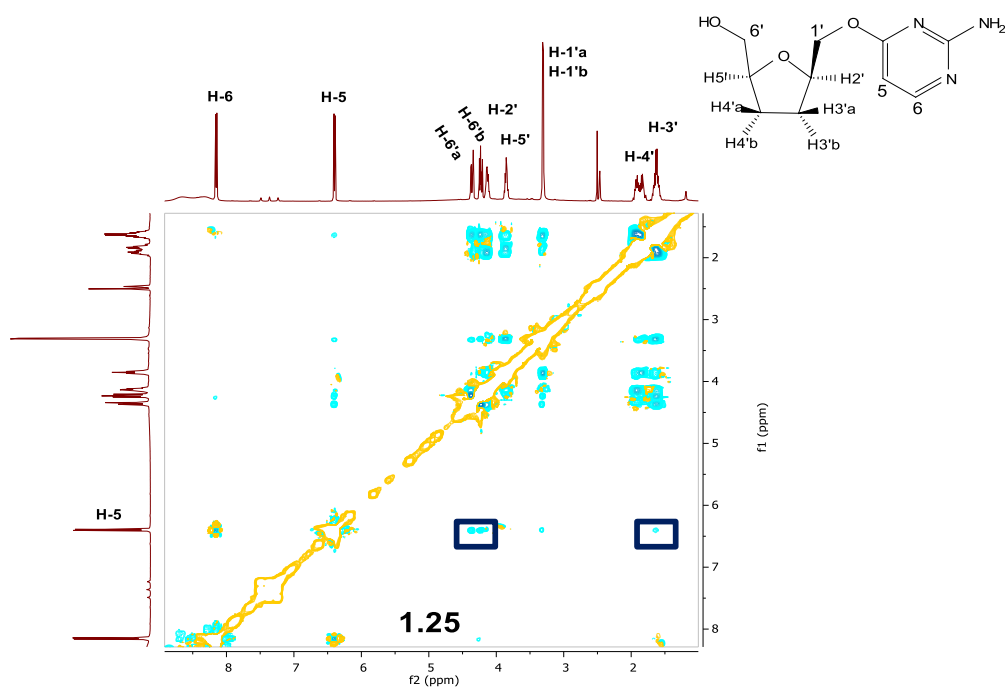 HO
6'
1'
O
N
NH2
O
N
H5'
H2'
5
6
H4'a
H3'a
H4'b
H3'b
H-1'a
H-1'b
H-6
H-5
H-6'a
H-6'b
H-2'
H-5'
H-4'
H-3'
H-5
1.25
2
3
4
5
6
7
8
f1 (ppm)
8
7
6
5
4
3
2
f2 (ppm)